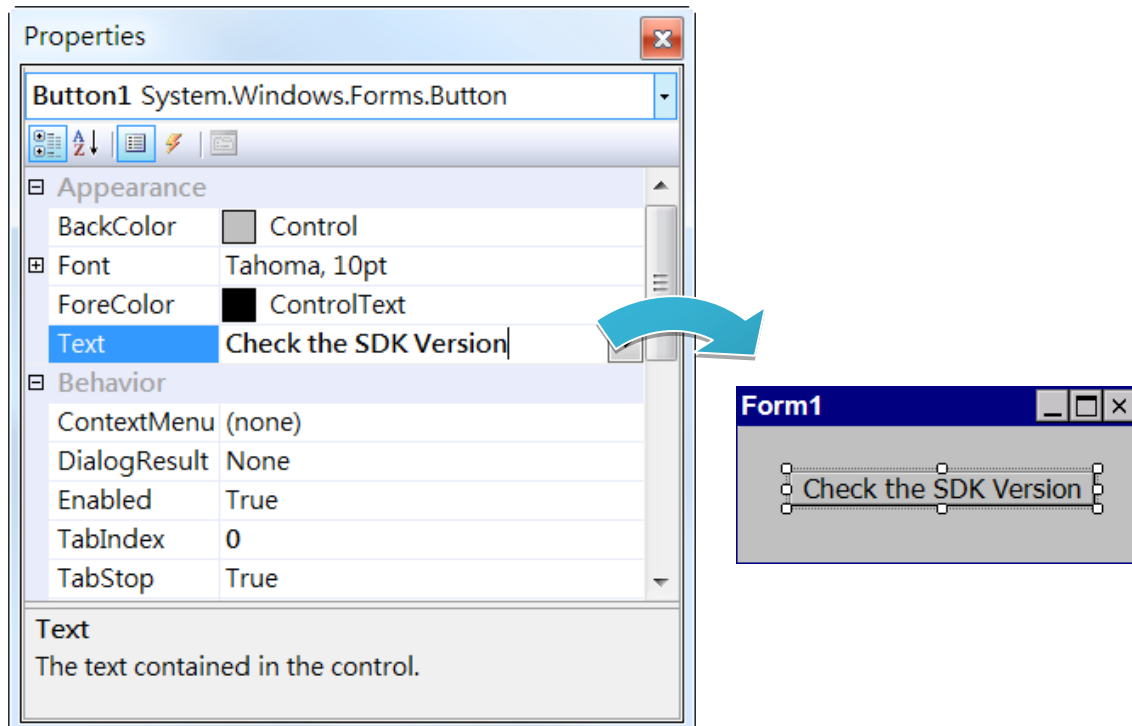 Properties
Button1 System.Windows.Forms.Button
Appearance
BackColor Control
Font Tahoma, 10pt
ForeColor ControlText
Text Check the SDK Version
Behavior
ContextMenu (none)
DialogResult None
Enabled True
TabIndex 0
TabStop True
Text
The text contained in the control.
Form1
Check the SDK Version